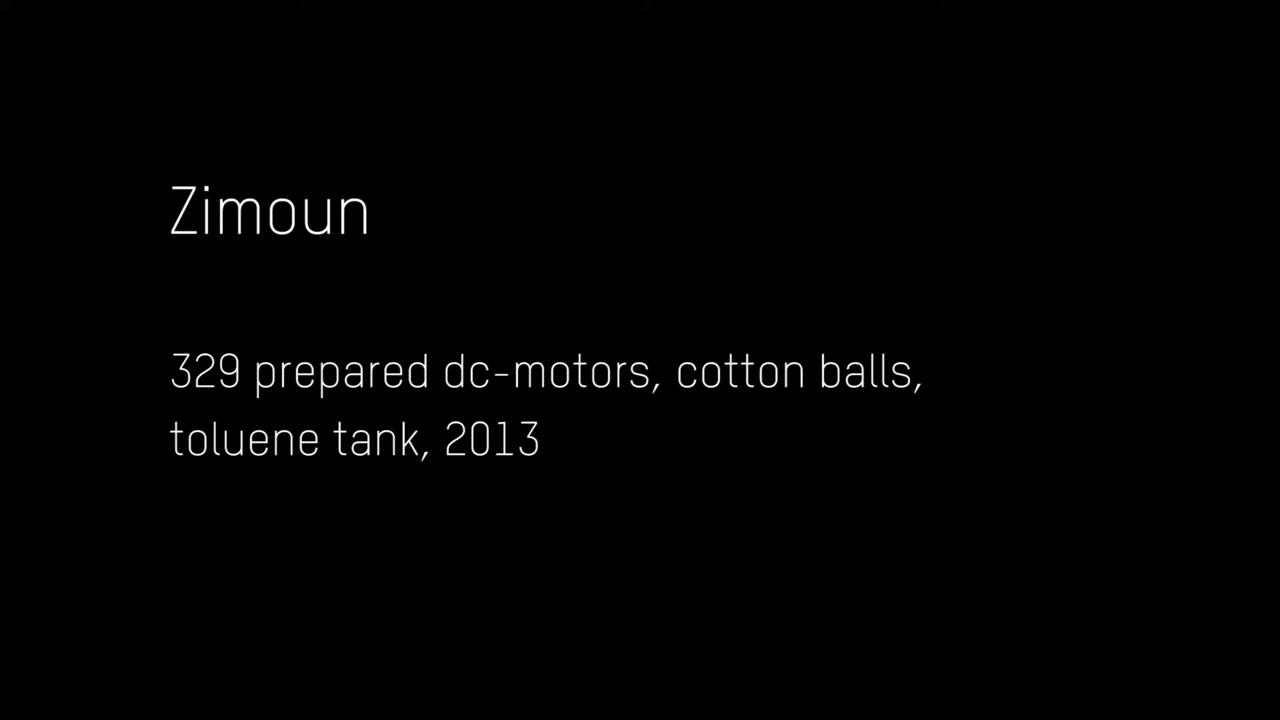 Zimoun
329 prepared dc-motors, cotton balls,
toluene tank, 2013